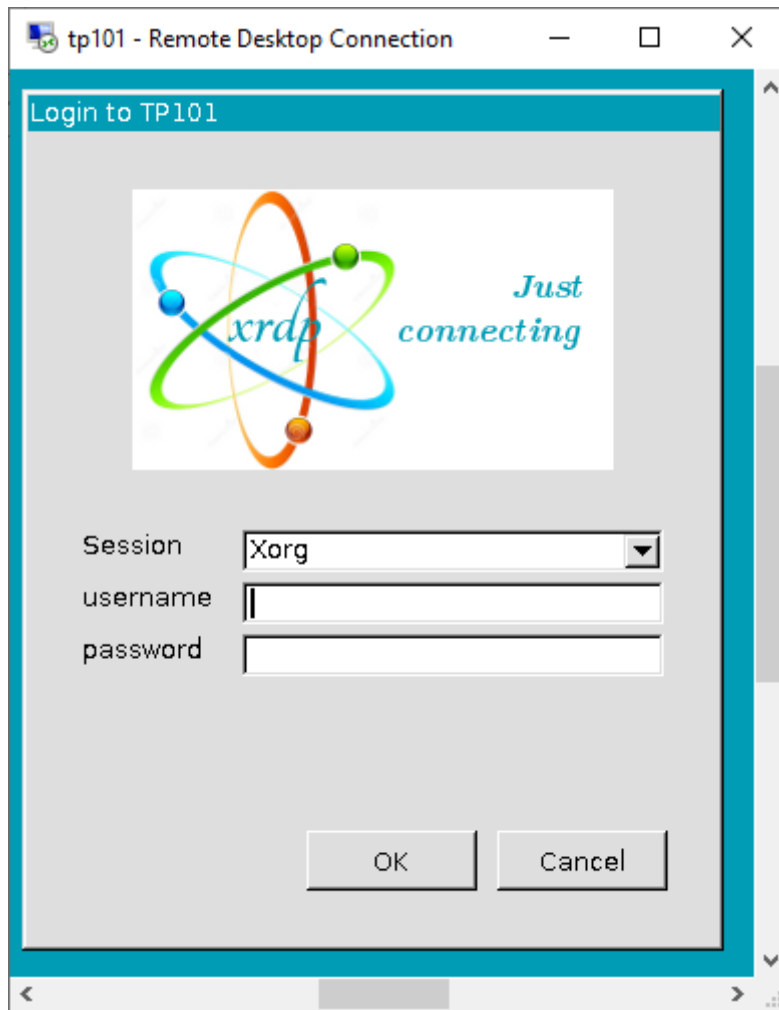 tp101 - Remote Desktop Connection
Login to TP101
Just
connecting
xrdp
Session
Xorg
username
password
OK
Cancel